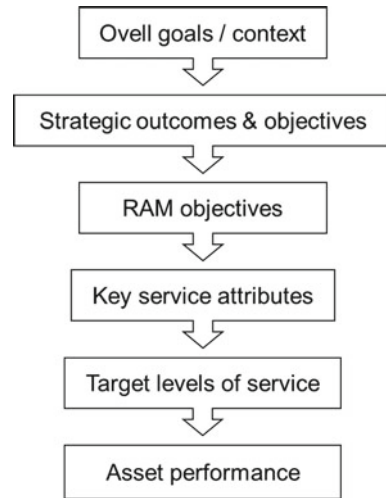 Ovell goals / context
Strategic outcomes & objectives
RAM objectives
Key service attributes
Target levels of service
Asset performance